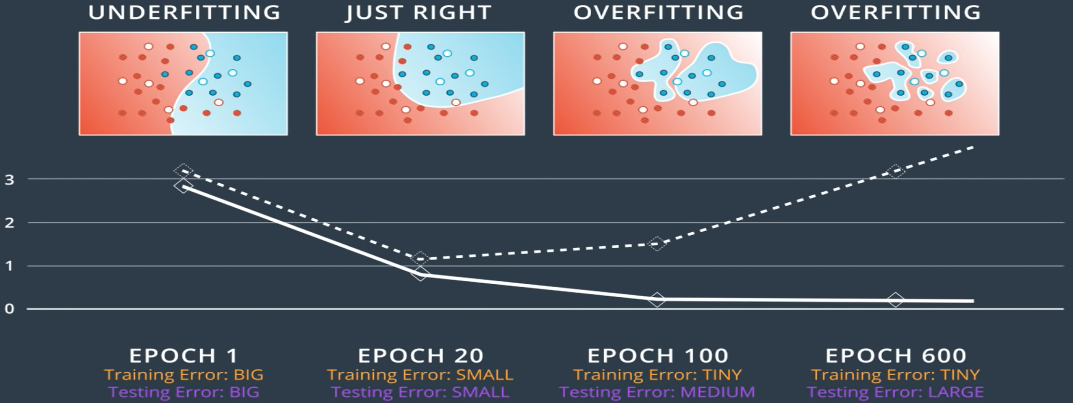 UNDERFITTING JUST RIGHT OVERFITTING OVERFITTING
3
2
1
0
EPOCH 1 EPOCH 20 EPOCH 100 EPOCH 600
Training Error: BIG Training Error: SMALL Training Error: TINY Training Error: TINY
Testing Error: BIG Testing Error: SMALL Testing Error: MEDIUM Testing Error: LARGE